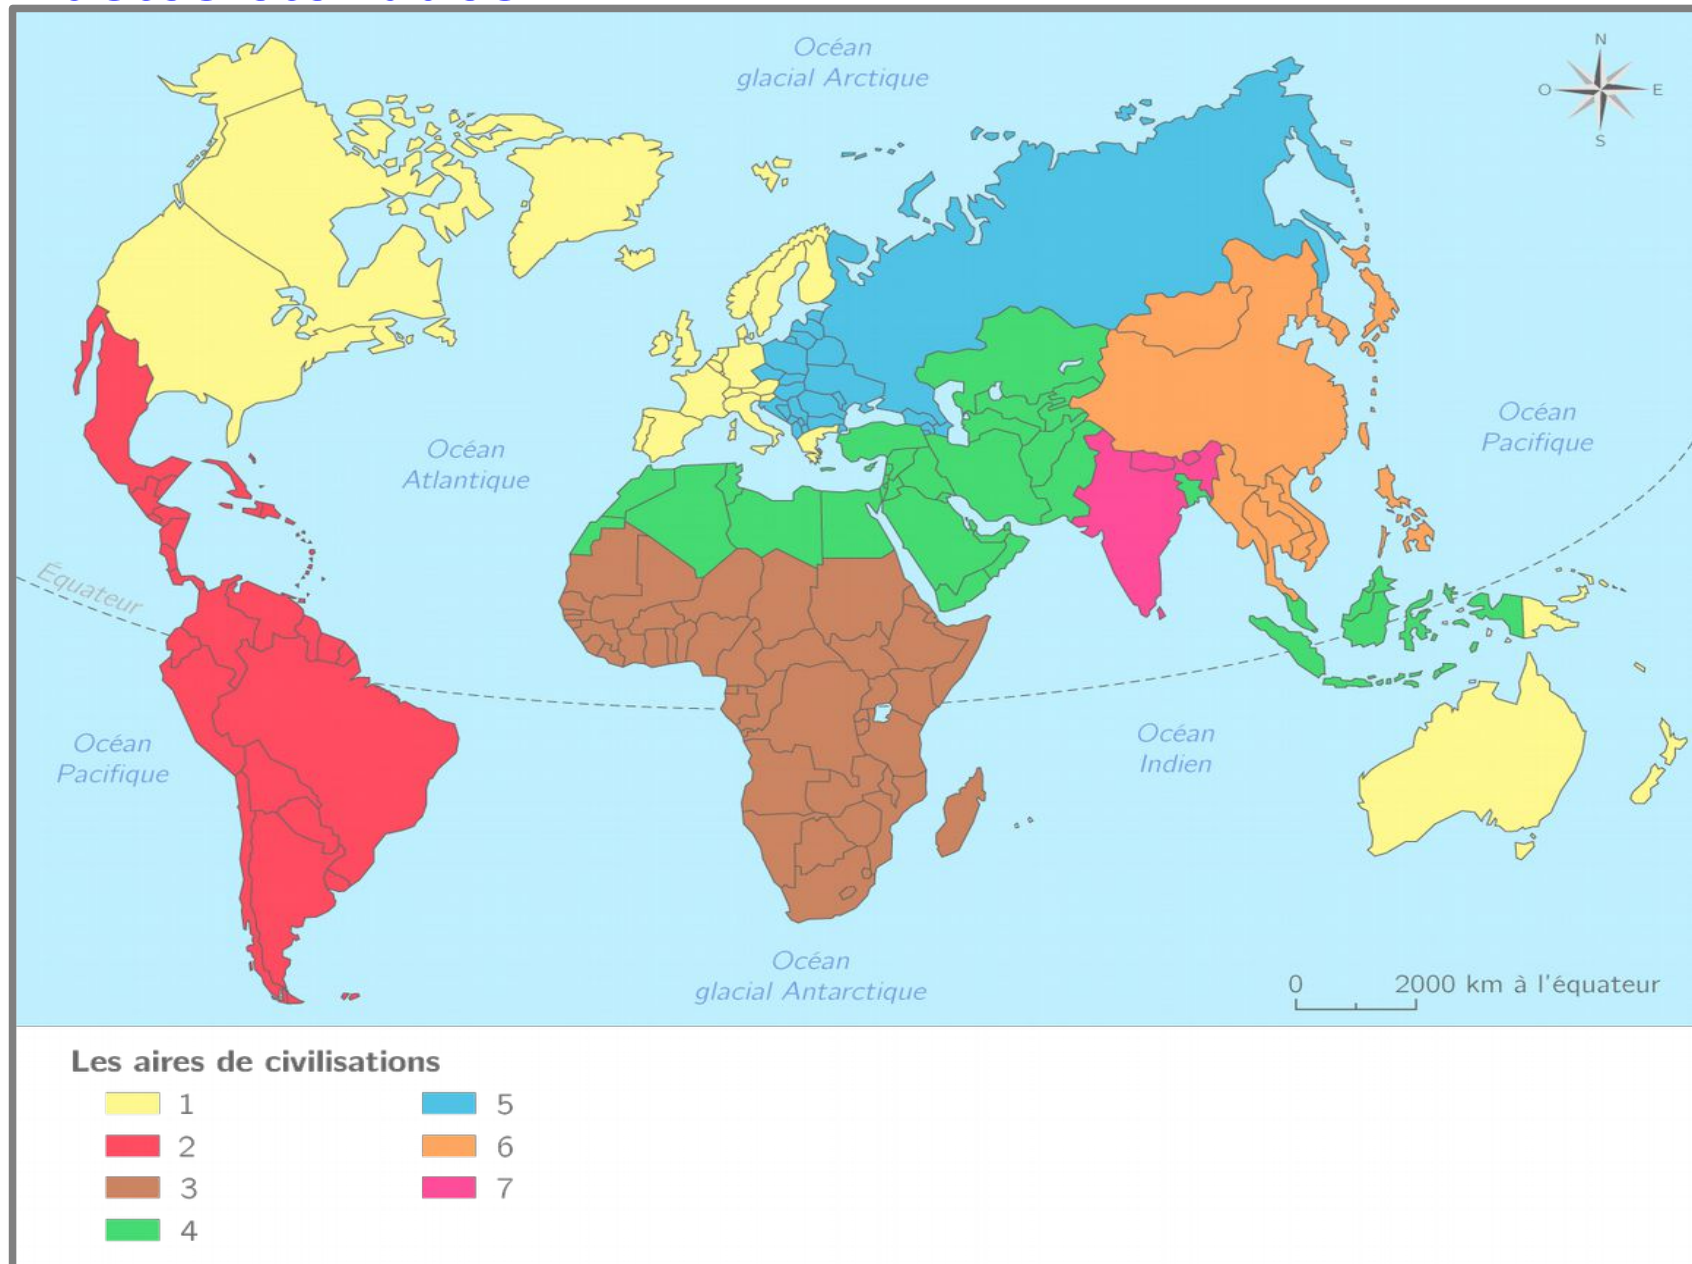 Océan
glacial Arctique
N
O
E
S
Océan
Atlantique
Océan
Pacifique
Équateur
Océan
Pacifique
Océan
Indien
Océan
glacial Antarctique
0 2000 km à l'équateur
Les aires de civilisations
1
2
3
4
5
6
7